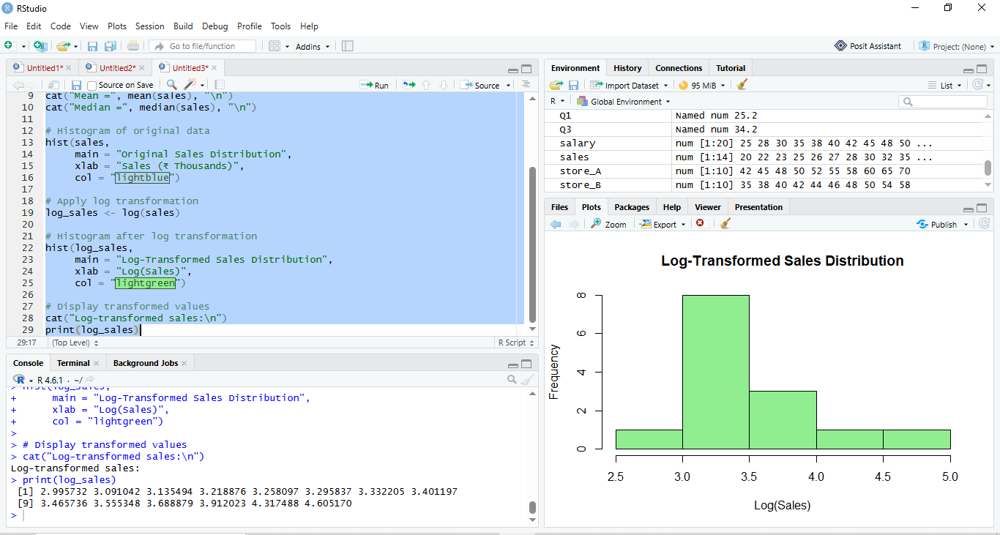 RStudio
File Edit Code View Plots Session Build Debug Profile Tools Help
Go to file/function Addins Posit Assistant Project: (None)
Untitled1* Untitled2* Untitled3*
Source on Save Run Source
9 cat("Mean =", mean(sales), "\n")
10 cat("Median =", median(sales), "\n")
11
12 # Histogram of original data
13 hist(sales,
14 main = "Original Sales Distribution",
15 xlab = "Sales (₹ Thousands)",
16 col = "lightblue")
17
18 # Apply log transformation
19 log_sales <- log(sales)
20
21 # Histogram after log transformation
22 hist(log_sales,
23 main = "Log-Transformed Sales Distribution",
24 xlab = "Log(Sales)",
25 col = "lightgreen")
26
27 # Display transformed values
28 cat("Log-transformed sales:\n")
29 print(log_sales)
29:17 (Top Level) R Script
Console Terminal Background Jobs
R 4.6.1 · ~/
> hist(log_sales,
+ main = "Log-Transformed Sales Distribution",
+ xlab = "Log(Sales)",
+ col = "lightgreen")
>
> # Display transformed values
> cat("Log-transformed sales:\n")
Log-transformed sales:
> print(log_sales)
[1] 2.995732 3.091042 3.135494 3.218876 3.258097 3.295837 3.332205 3.401197
[9] 3.465736 3.555348 3.688879 3.912023 4.317488 4.605170
>
Environment History Connections Tutorial
Import Dataset 95 MiB List
R Global Environment
Q1 Named num 25.2
Q3 Named num 34.2
salary num [1:20] 25 28 30 35 38 40 42 45 48 50 ...
sales num [1:14] 20 22 23 25 26 27 28 30 32 35 ...
store_A num [1:10] 42 45 48 50 52 55 58 60 65 70
store_B num [1:10] 35 38 40 42 44 46 48 50 54 58
Files Plots Packages Help Viewer Presentation
Zoom Export Publish
Log-Transformed Sales Distribution
Frequency
8
6
4
2
0
2.5 3.0 3.5 4.0 4.5 5.0
Log(Sales)